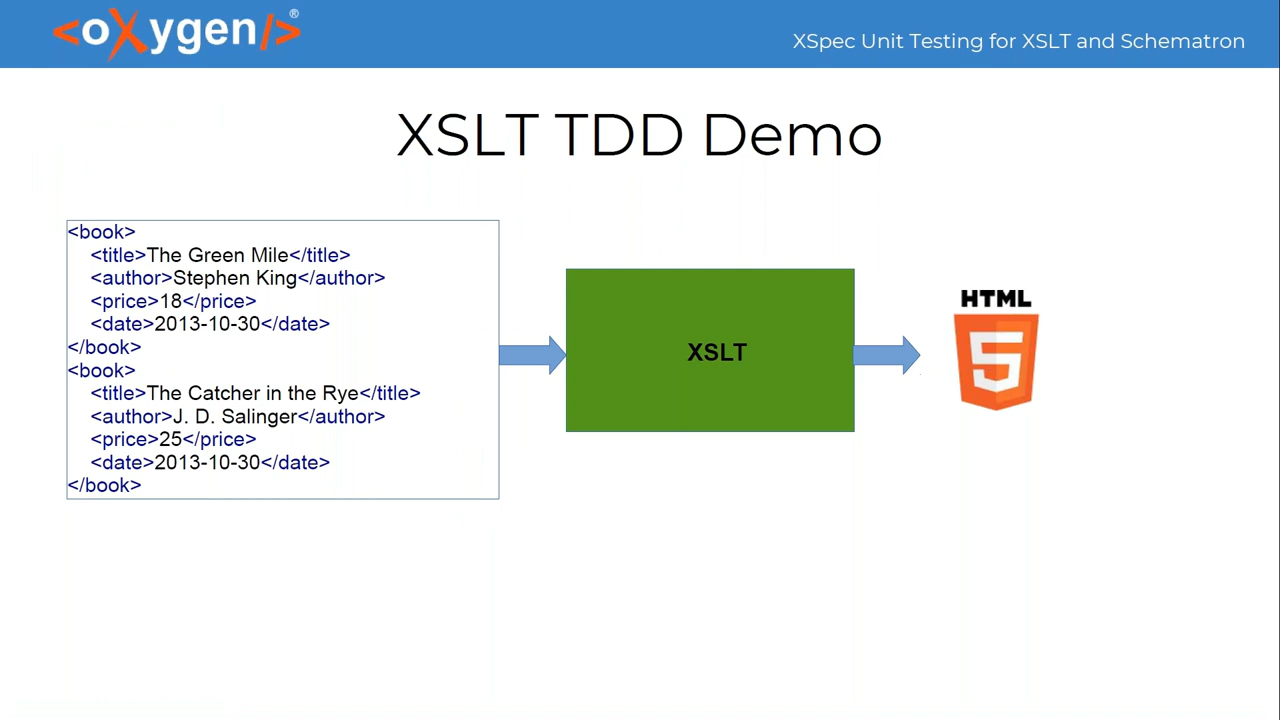 <oXygen/>®
XSpec Unit Testing for XSLT and Schematron
XSLT TDD Demo
<book>
<title>The Green Mile</title>
<author>Stephen King</author>
<price>18</price>
<date>2013-10-30</date>
</book>
<book>
<title>The Catcher in the Rye</title>
<author>J. D. Salinger</author>
<price>25</price>
<date>2013-10-30</date>
</book>
XSLT
HTML
5